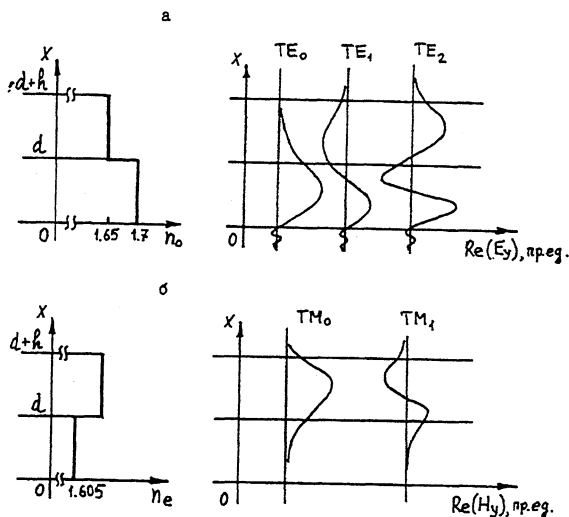 а
X
d+h
d
0
1.65 1.7 n₀
X TE₀ TE₁ TE₂
0
Re(Ey), пр.ед.
б
X
d+h
d
0
1.605 nₑ
X TM₀ TM₁
0
Re(Hy), пр.ед.